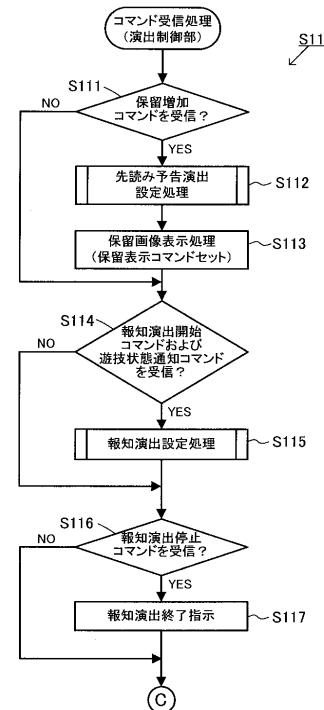 コマンド受信処理
(演出制御部)
S11
S111
保留増加
コマンドを受信?
NO
YES
先読み予告演出
設定処理
S112
保留画像表示処理
(保留表示コマンドセット)
S113
S114
報知演出開始
コマンドおよび
遊技状態通知コマンド
を受信?
NO
YES
報知演出設定処理
S115
S116
報知演出停止
コマンドを受信?
NO
YES
報知演出終了指示
S117
C